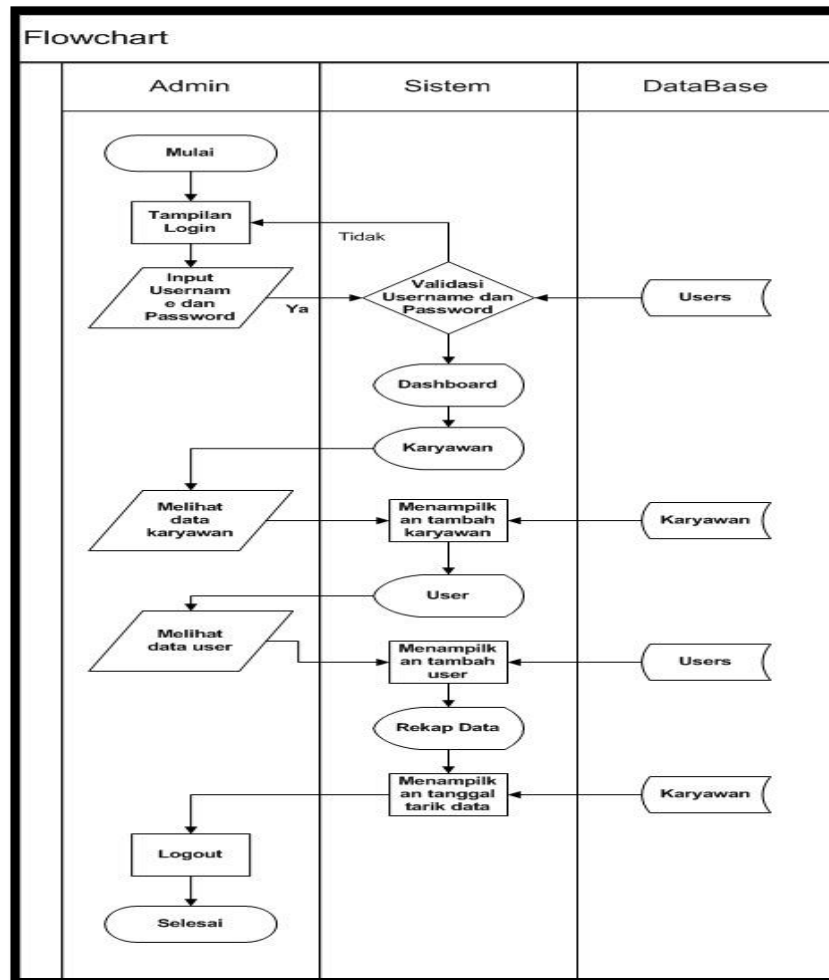 Flowchart
Admin
Sistem
DataBase
Mulai
Tampilan
Login
Tidak
Input
Usernam
e dan
Password
Ya
Validasi
Username dan
Password
Users
Dashboard
Karyawan
Melihat
data
karyawan
Menampilk
an tambah
karyawan
Karyawan
User
Melihat
data user
Menampilk
an tambah
user
Users
Rekap Data
Menampilk
an tanggal
tarik data
Karyawan
Logout
Selesai